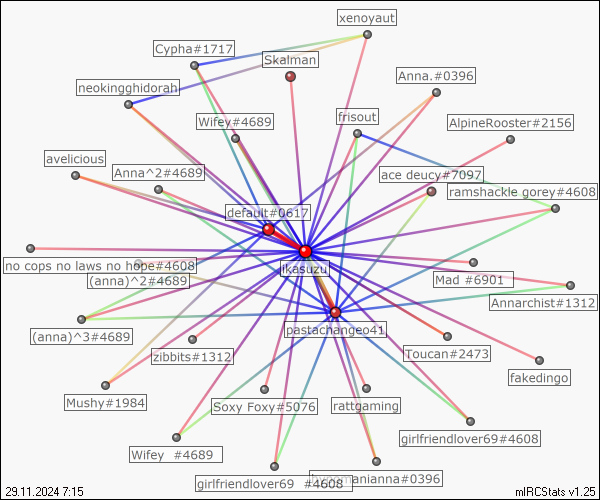 xenoyaut
Cypha#1717
Skalman
Anna.#0396
neokingghidorah
Wifey#4689
frisout
AlpineRooster#2156
avelicious
Anna^2#4689
ace deucy#7097
ramshackle gorey#4608
default#0617
no cops no laws no hope#4608
ikasuzu
(anna)^2#4689
Mad #6901
Annarchist#1312
(anna)^3#4689
pastachangeo41
zibbits#1312
Toucan#2473
fakedingo
Mushy#1984
Soxy Foxy#5076
rattgaming
Wifey #4689
girlfriendlover69#4608
girlfriendlover69 #4608
manianna#0396
29.11.2024 7:15
mIRCStats v1.25